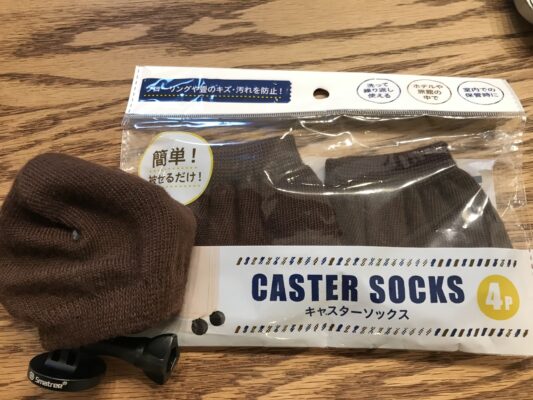 ローリングや畳のキズ・汚れを防止！
洗って
繰り返し
使える
ホテルや
旅館の
中で
室内での
保管時に
簡単！
被せるだけ！
CASTER SOCKS
4P
キャスターソックス
Smatree